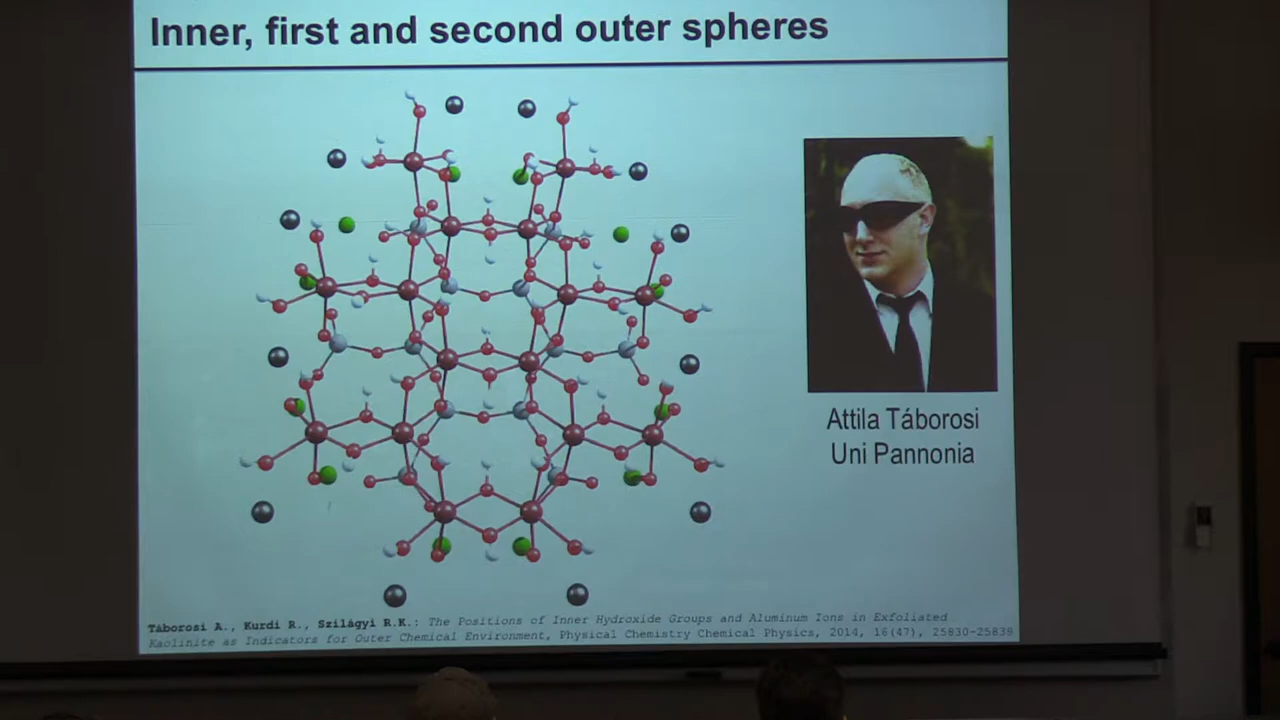 Inner, first and second outer spheres
Attila Táborosi
Uni Pannonia
Táborosi A., Kurdi R., Szilágyi R.K.: The Positions of Inner Hydroxide Groups and Aluminum Ions in Exfoliated
Kaolinite as Indicators for Outer Chemical Environment, Physical Chemistry Chemical Physics, 2014, 16(47), 25830-25839